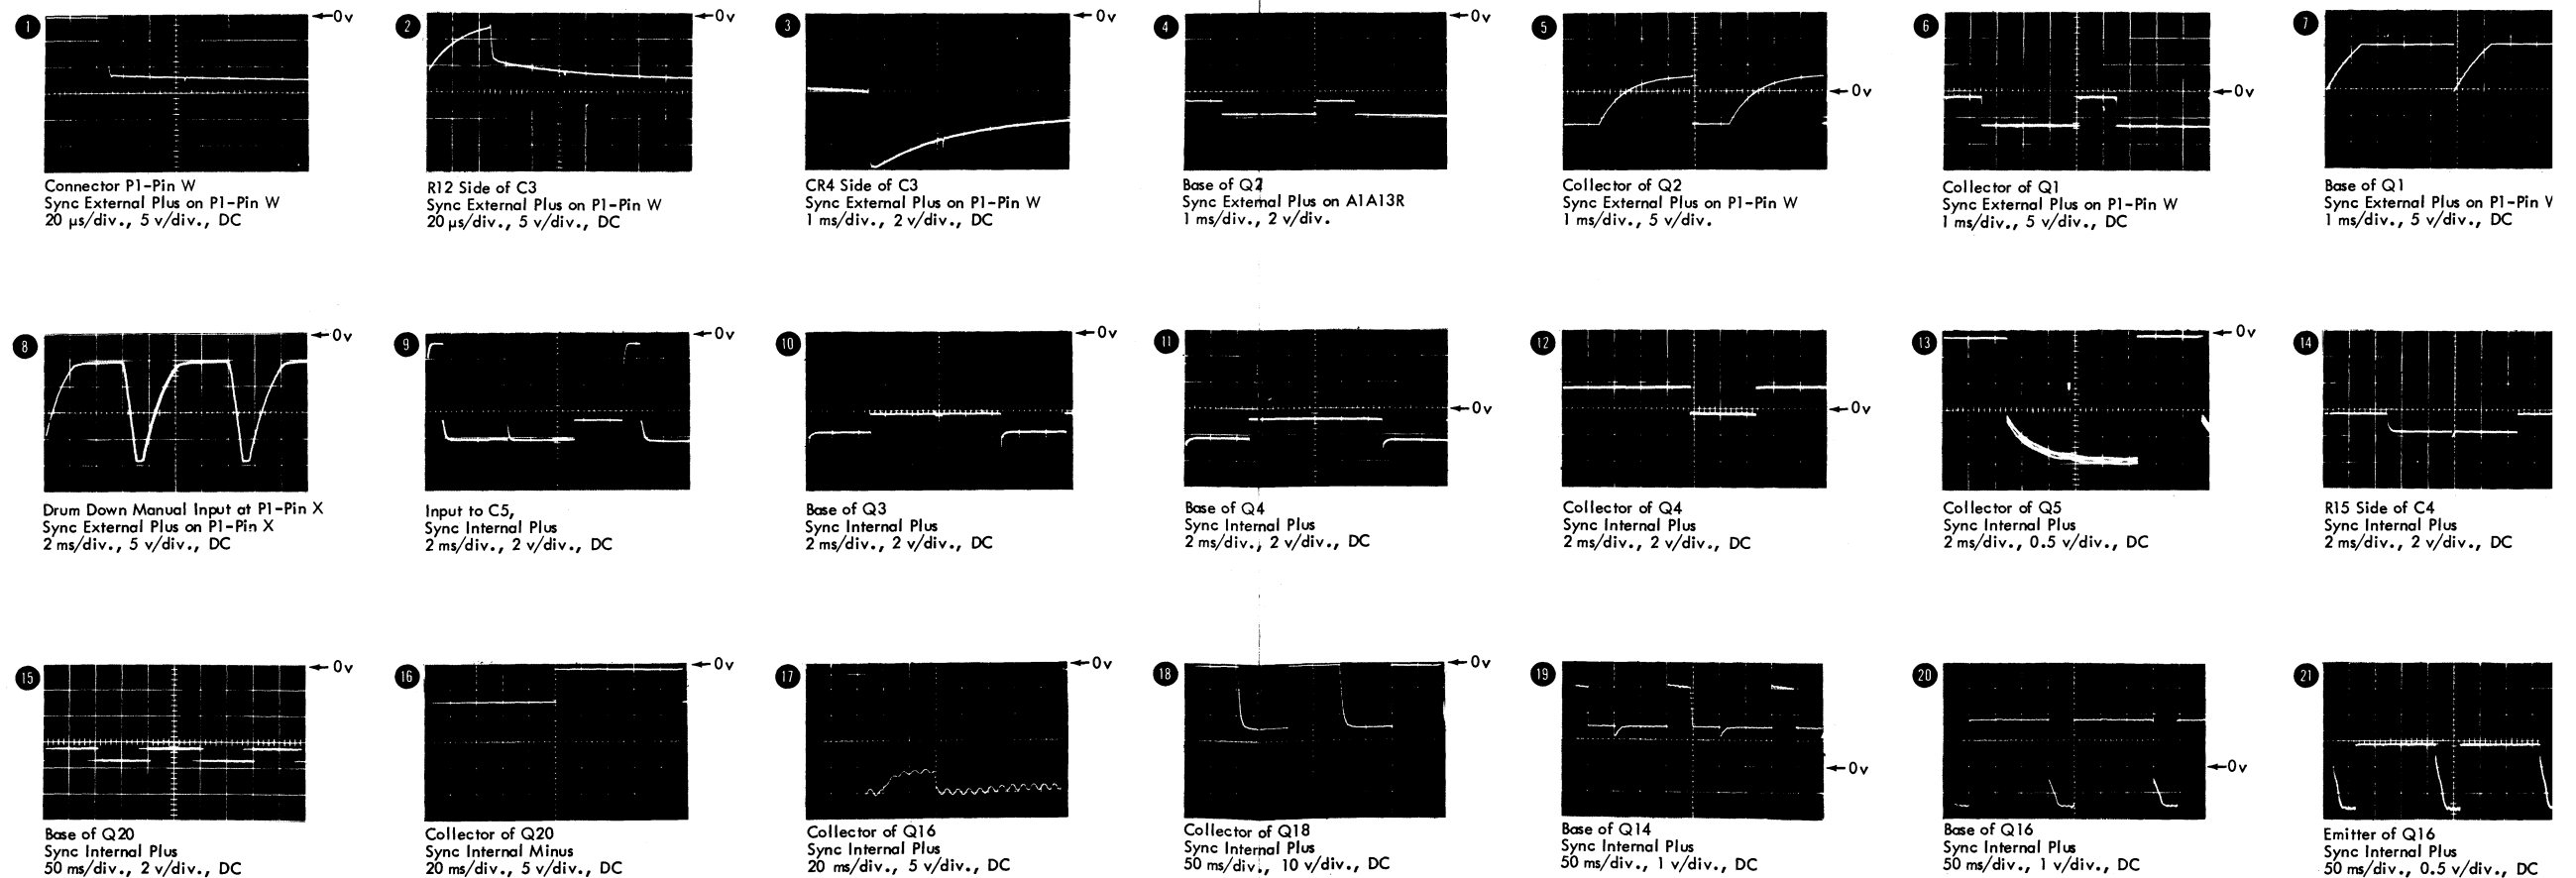 1
0v
Connector P1-Pin W
Sync External Plus on P1-Pin W
20 µs/div., 5 v/div., DC
2
0v
R12 Side of C3
Sync External Plus on P1-Pin W
20 µs/div., 5 v/div., DC
3
0v
CR4 Side of C3
Sync External Plus on P1-Pin W
1 ms/div., 2 v/div., DC
4
0v
Base of Q2
Sync External Plus on A1A13R
1 ms/div., 2 v/div.
5
0v
Collector of Q2
Sync External Plus on P1-Pin W
1 ms/div., 5 v/div.
6
0v
Collector of Q1
Sync External Plus on P1-Pin W
1 ms/div., 5 v/div., DC
7
Base of Q1
Sync External Plus on P1-Pin
1 ms/div., 5 v/div., DC
8
0v
Drum Down Manual Input at P1-Pin X
Sync External Plus on P1-Pin X
2 ms/div., 5 v/div., DC
9
0v
Input to C5,
Sync Internal Plus
2 ms/div., 2 v/div., DC
10
0v
Base of Q3
Sync Internal Plus
2 ms/div., 2 v/div., DC
11
0v
Base of Q4
Sync Internal Plus
2 ms/div., 2 v/div., DC
12
0v
Collector of Q4
Sync Internal Plus
2 ms/div., 2 v/div., DC
13
0v
Collector of Q5
Sync Internal Plus
2 ms/div., 0.5 v/div., DC
14
R15 Side of C4
Sync Internal Plus
2 ms/div., 2 v/div., DC
15
0v
Base of Q20
Sync Internal Plus
50 ms/div., 2 v/div., DC
16
0v
Collector of Q20
Sync Internal Minus
20 ms/div., 5 v/div., DC
17
0v
Collector of Q16
Sync Internal Plus
20 ms/div., 5 v/div., DC
18
0v
Collector of Q18
Sync Internal Plus
50 ms/div., 10 v/div., DC
19
0v
Base of Q14
Sync Internal Plus
50 ms/div., 1 v/div., DC
20
0v
Base of Q16
Sync Internal Plus
50 ms/div., 1 v/div., DC
21
Emitter of Q16
Sync Internal Plus
50 ms/div., 0.5 v/div., DC